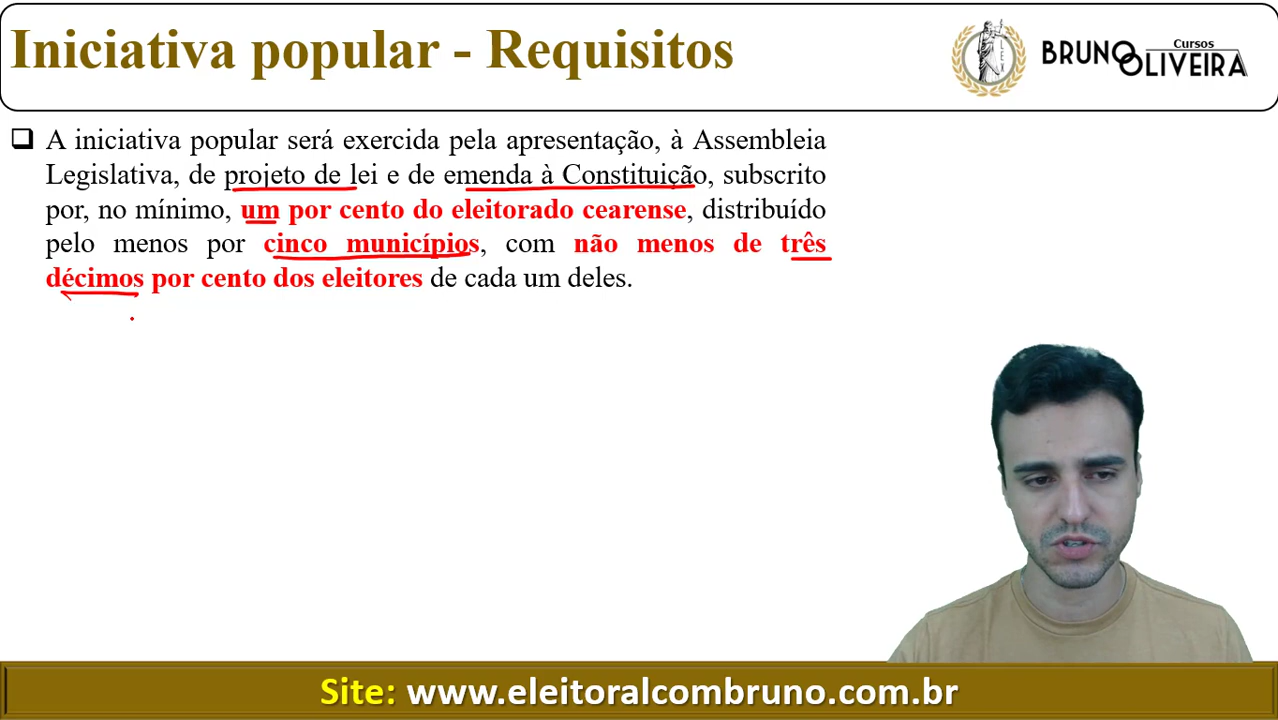 Iniciativa popular - Requisitos
Cursos
BRUNO
OLIVEIRA
LEX
A iniciativa popular será exercida pela apresentação, à Assembleia
Legislativa, de projeto de lei e de emenda à Constituição, subscrito
por, no mínimo, um por cento do eleitorado cearense, distribuído
pelo menos por cinco municípios, com não menos de três
décimos por cento dos eleitores de cada um deles.
Site: www.eleitoralcombruno.com.br